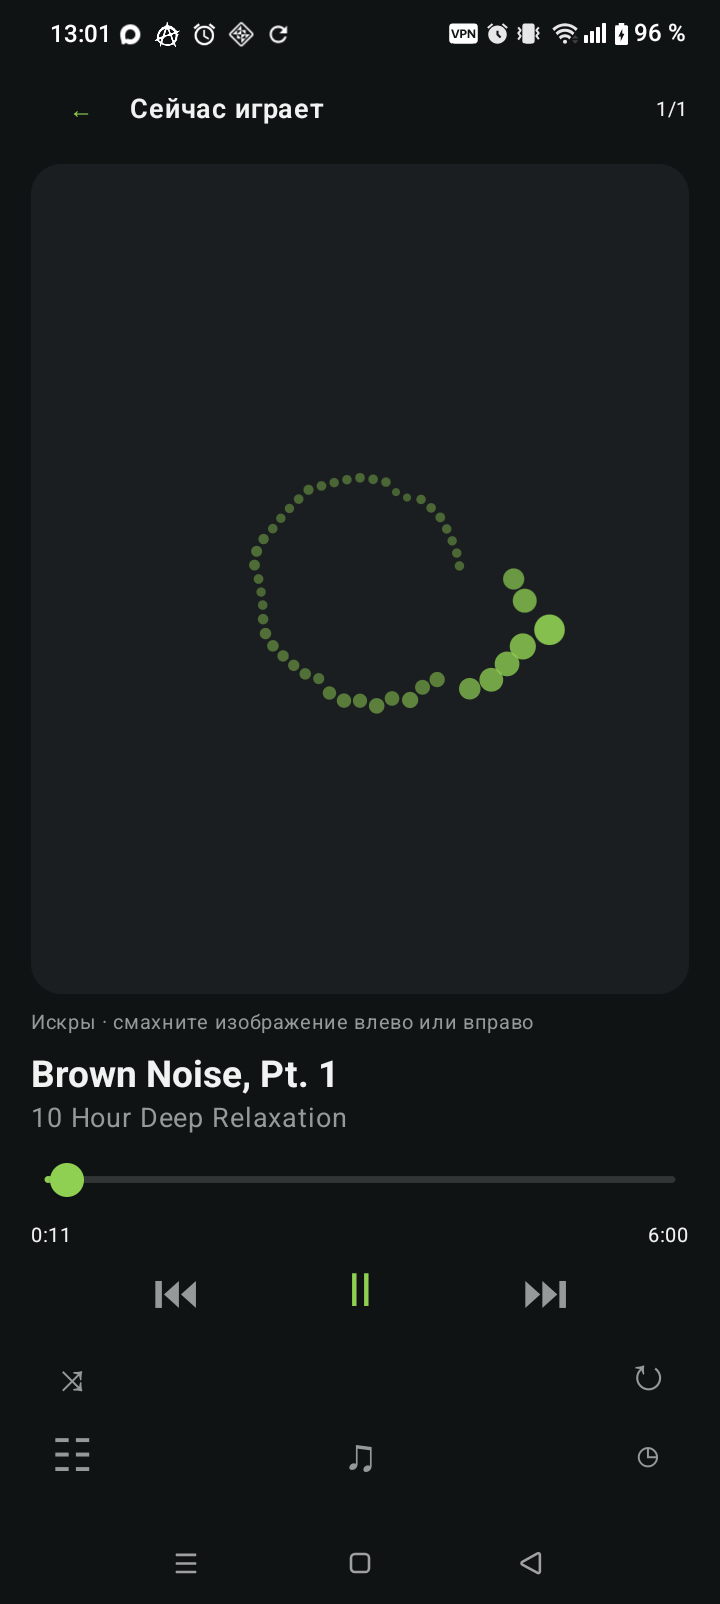 13:01
VPN
96 %
Сейчас играет
1/1
Искры · смахните изображение влево или вправо
Brown Noise, Pt. 1
10 Hour Deep Relaxation
0:11
6:00